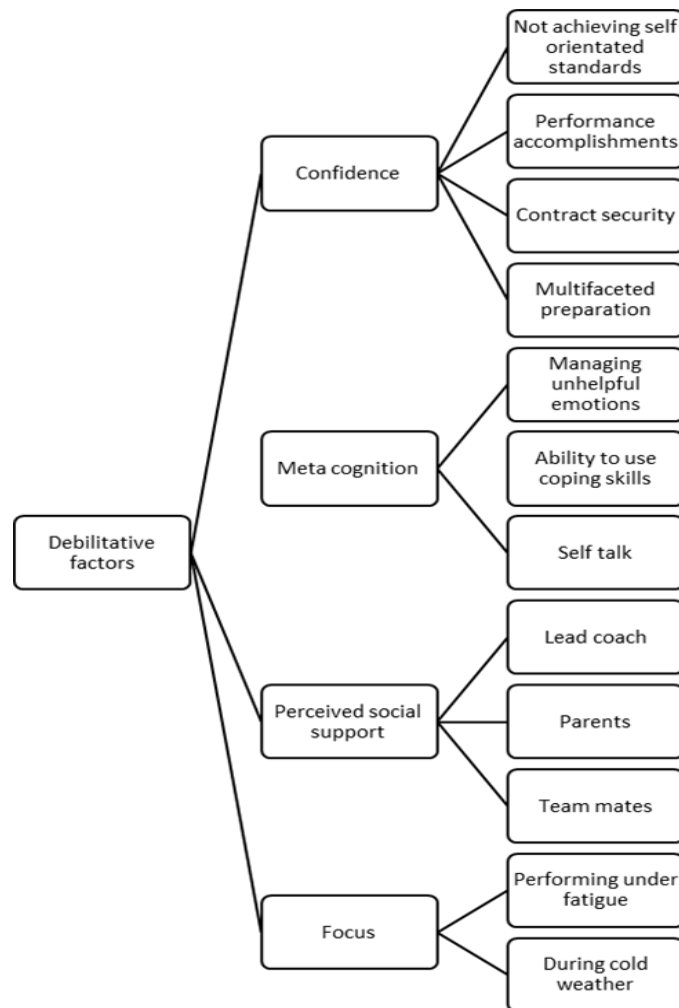 Not achieving self
orientated
standards
Performance
accomplishments
Confidence
Contract security
Multifaceted
preparation
Managing
unhelpful
emotions
Meta cognition
Ability to use
coping skills
Self talk
Debilitative
factors
Lead coach
Perceived social
support
Parents
Team mates
Performing under
fatigue
Focus
During cold
weather